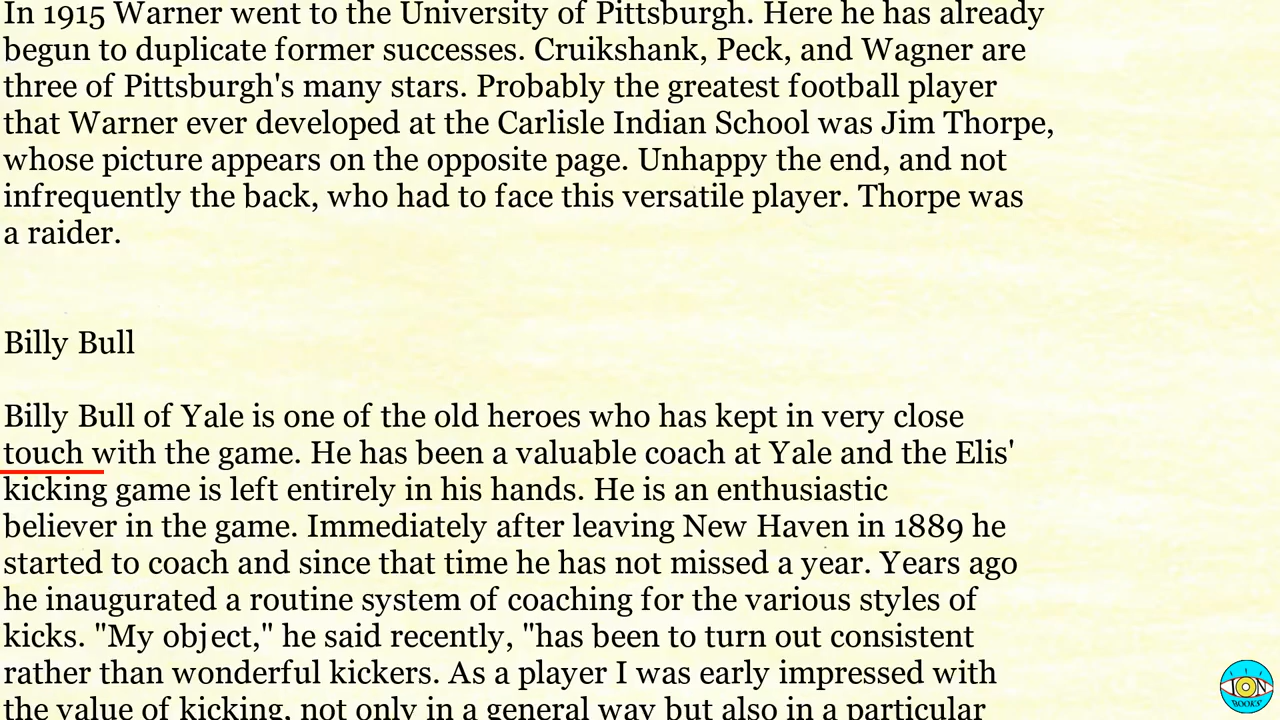 In 1915 Warner went to the University of Pittsburgh. Here he has already
begun to duplicate former successes. Cruikshank, Peck, and Wagner are
three of Pittsburgh's many stars. Probably the greatest football player
that Warner ever developed at the Carlisle Indian School was Jim Thorpe,
whose picture appears on the opposite page. Unhappy the end, and not
infrequently the back, who had to face this versatile player. Thorpe was
a raider.
Billy Bull
Billy Bull of Yale is one of the old heroes who has kept in very close
touch with the game. He has been a valuable coach at Yale and the Elis'
kicking game is left entirely in his hands. He is an enthusiastic
believer in the game. Immediately after leaving New Haven in 1889 he
started to coach and since that time he has not missed a year. Years ago
he inaugurated a routine system of coaching for the various styles of
kicks. "My object," he said recently, "has been to turn out consistent
rather than wonderful kickers. As a player I was early impressed with
the value of kicking, not only in a general way but also in a particular
ION
BOOKS